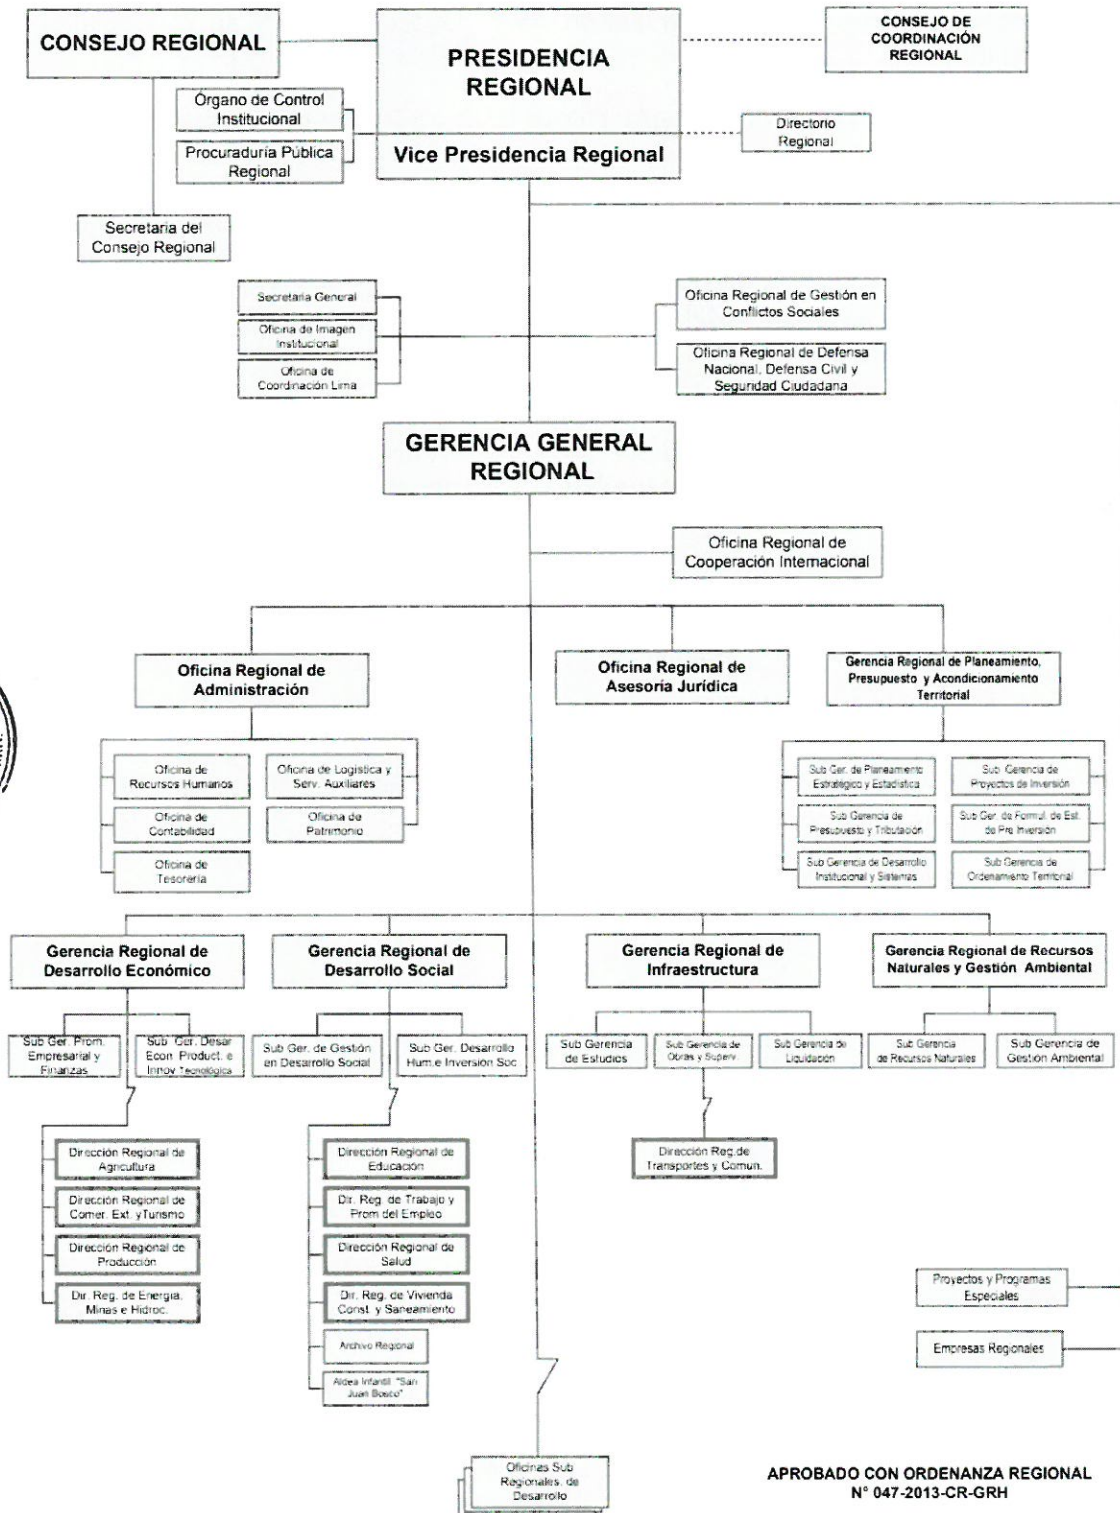 CONSEJO REGIONAL
PRESIDENCIA
REGIONAL
CONSEJO DE
COORDINACIÓN
REGIONAL
Órgano de Control
Institucional
Procuraduría Pública
Regional
Vice Presidencia Regional
Directorio
Regional
Secretaria del
Consejo Regional
Secretaria General
Oficina de Imagen
Institucional
Oficina de
Coordinación Lima
Oficina Regional de Gestión en
Conflictos Sociales
Oficina Regional de Defensa
Nacional, Defensa Civil y
Seguridad Ciudadana
GERENCIA GENERAL
REGIONAL
Oficina Regional de
Cooperación Internacional
Oficina Regional de
Administración
Oficina Regional de
Asesoría Jurídica
Gerencia Regional de Planeamiento,
Presupuesto y Acondicionamiento
Territorial
Oficina de
Recursos Humanos
Oficina de Logística y
Serv. Auxiliares
Oficina de
Contabilidad
Oficina de
Patrimonio
Oficina de
Tesorería
Sub Ger. de Planeamiento
Estratégico y Estadística
Sub Gerencia de
Proyectos de Inversión
Sub Gerencia de
Presupuesto y Tributación
Sub Ger. de Formul. de Est.
de Pre Inversión
Sub Gerencia de Desarrollo
Institucional y Sistemas
Sub Gerencia de
Ordenamiento Territorial
Gerencia Regional de
Desarrollo Económico
Gerencia Regional de
Desarrollo Social
Gerencia Regional de
Infraestructura
Gerencia Regional de Recursos
Naturales y Gestión Ambiental
Sub Ger. Prom.
Empresarial y
Finanzas
Sub Ger. Desar
Econ. Product. e
Innov Tecnológica
Sub Ger. de Gestión
en Desarrollo Social
Sub Ger. Desarrollo
Hum.e Inversión Soc
Sub Gerencia
de Estudios
Sub Gerencia de
Obras y Superv.
Sub Gerencia de
Liquidación
Sub Gerencia
de Recursos Naturales
Sub Gerencia de
Gestión Ambiental
Dirección Regional de
Agricultura
Dirección Regional de
Comer. Ext. yTurismo
Dirección Regional de
Producción
Dir. Reg. de Energia,
Minas e Hidroc.
Dirección Regional de
Educación
Dir. Reg. de Trabajo y
Prom del Empleo
Dirección Regional de
Salud
Dir. Reg. de Vivienda
Const. y Saneamiento
Archivo Regional
Aldea Infantil "San
Juan Bosco"
Dirección Reg.de
Transportes y Comun.
Proyectos y Programas
Especiales
Empresas Regionales
Oficinas Sub
Regionales. de
Desarrollo
APROBADO CON ORDENANZA REGIONAL
N° 047-2013-CR-GRH